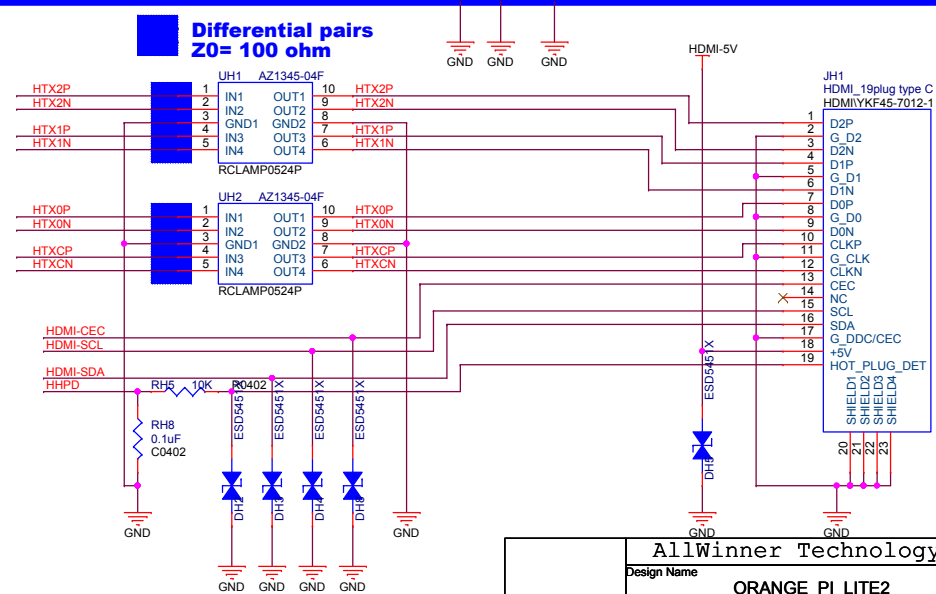 Differential pairs
Z0= 100 ohm
GND GND GND
HDMI-5V
UH1 AZ1345-04F
HTX2P 1 IN1 OUT1 10 HTX2P
HTX2N 2 IN2 OUT2 9 HTX2N
3 GND1 GND2 8
HTX1P 4 IN3 OUT3 7 HTX1P
HTX1N 5 IN4 OUT4 6 HTX1N
RCLAMP0524P
UH2 AZ1345-04F
HTX0P 1 IN1 OUT1 10 HTX0P
HTX0N 2 IN2 OUT2 9 HTX0N
3 GND1 GND2 8
HTXCP 4 IN3 OUT3 7 HTXCP
HTXCN 5 IN4 OUT4 6 HTXCN
RCLAMP0524P
JH1
HDMI_19plug type C
HDMI\YKF45-7012-1
1 D2P
2 G_D2
3 D2N
4 D1P
5 G_D1
6 D1N
7 D0P
8 G_D0
9 D0N
10 CLKP
11 G_CLK
12 CLKN
13 CEC
14 NC
15 SCL
16 SDA
17 G_DDC/CEC
18 +5V
19 HOT_PLUG_DET
SHIELD1
SHIELD2
SHIELD3
SHIELD4
20
21
22
23
HDMI-CEC
HDMI-SCL
HDMI-SDA
HHPD
RH5 10K R0402
RH8
0.1uF
C0402
ESD5451X
ESD5451X
ESD5451X
ESD5451X
ESD5451X
DH2
DH3
DH4
DH8
DH5
GND
GND
GND
GND
GND GND GND GND
AllWinner Technology
Design Name
ORANGE PI LITE2